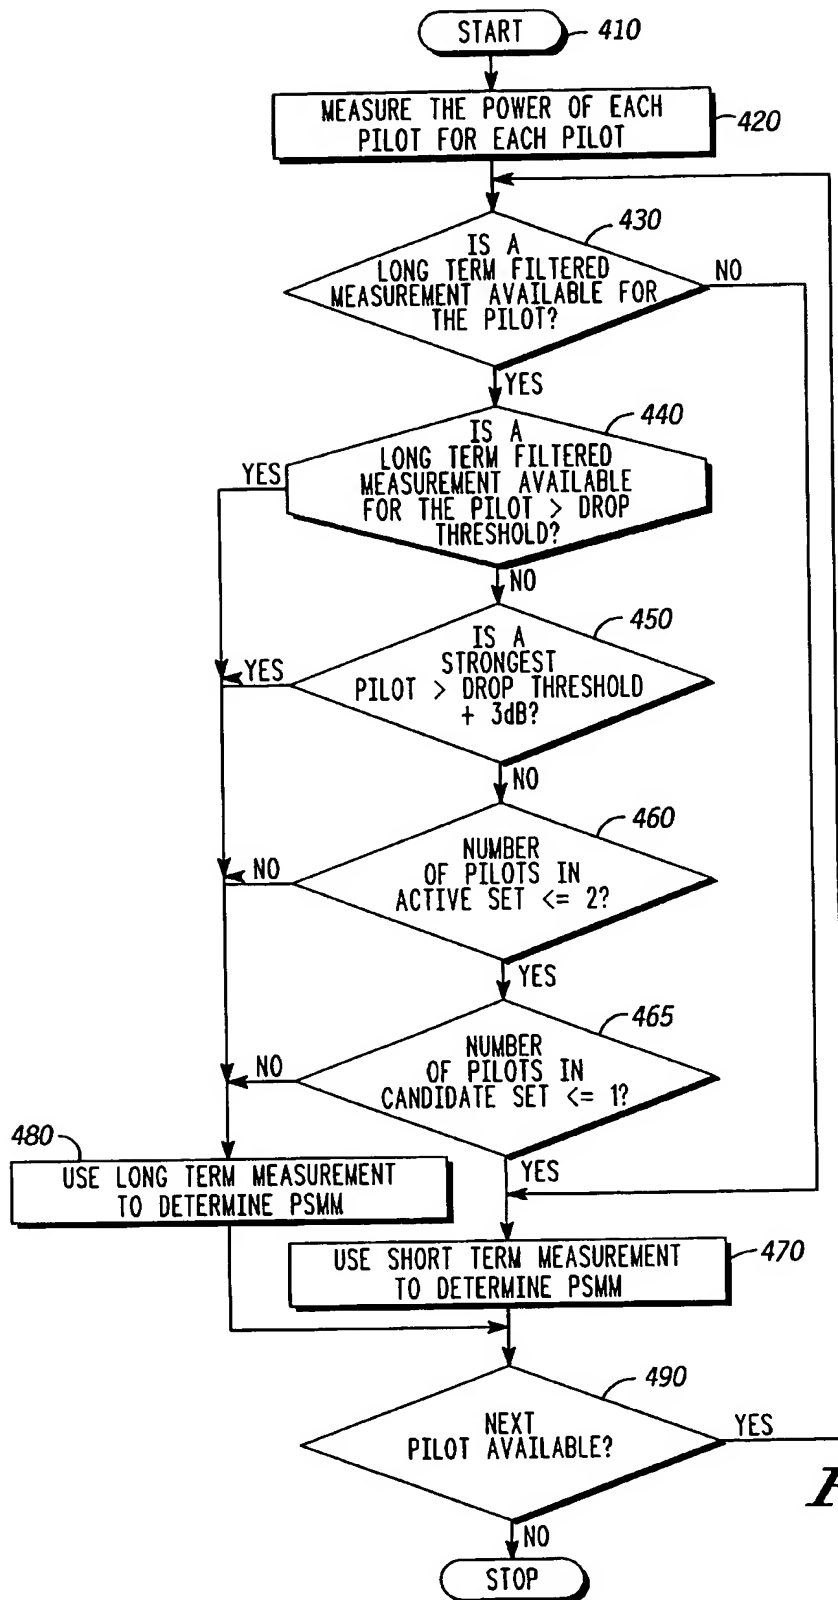 START
410
MEASURE THE POWER OF EACH
PILOT FOR EACH PILOT
420
430
IS A
LONG TERM FILTERED
MEASUREMENT AVAILABLE FOR
THE PILOT?
NO
YES
440
IS A
LONG TERM FILTERED
MEASUREMENT AVAILABLE
FOR THE PILOT > DROP
THRESHOLD?
YES
NO
450
IS A
STRONGEST
PILOT > DROP THRESHOLD
+ 3dB?
YES
NO
460
NUMBER
OF PILOTS IN
ACTIVE SET <= 2?
NO
YES
465
NUMBER
OF PILOTS IN
CANDIDATE SET <= 1?
NO
YES
480
USE LONG TERM MEASUREMENT
TO DETERMINE PSMM
USE SHORT TERM MEASUREMENT
TO DETERMINE PSMM
470
490
NEXT
PILOT AVAILABLE?
YES
NO
STOP